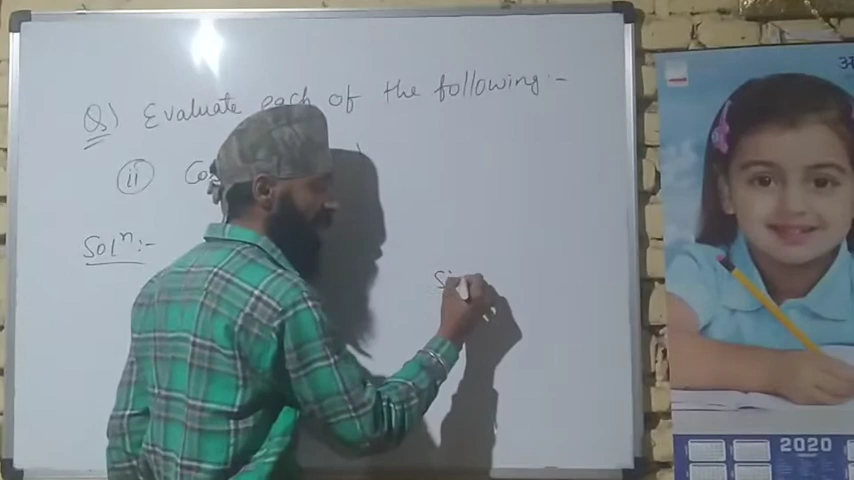 Q) Evaluate each of the following :-
(ii) Co
Solⁿ :-
Si
2020